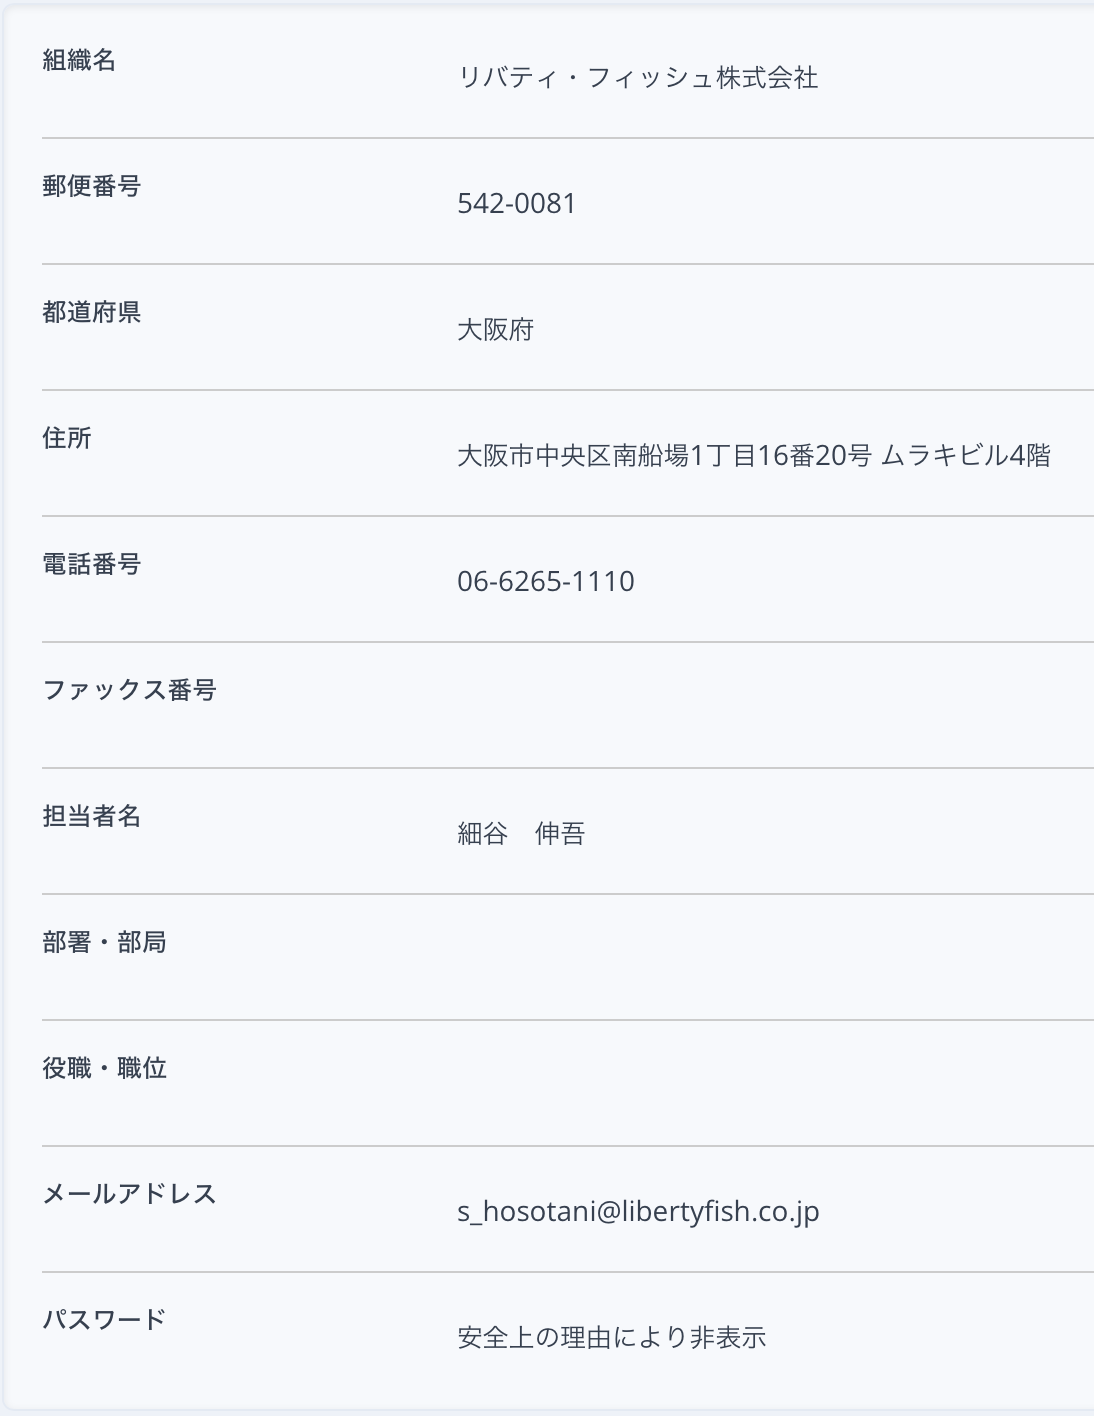 組織名
リバティ・フィッシュ株式会社
郵便番号
542-0081
都道府県
大阪府
住所
大阪市中央区南船場1丁目16番20号 ムラキビル4階
電話番号
06-6265-1110
ファックス番号
担当者名
細谷　伸吾
部署・部局
役職・職位
メールアドレス
s_hosotani@libertyfish.co.jp
パスワード
安全上の理由により非表示